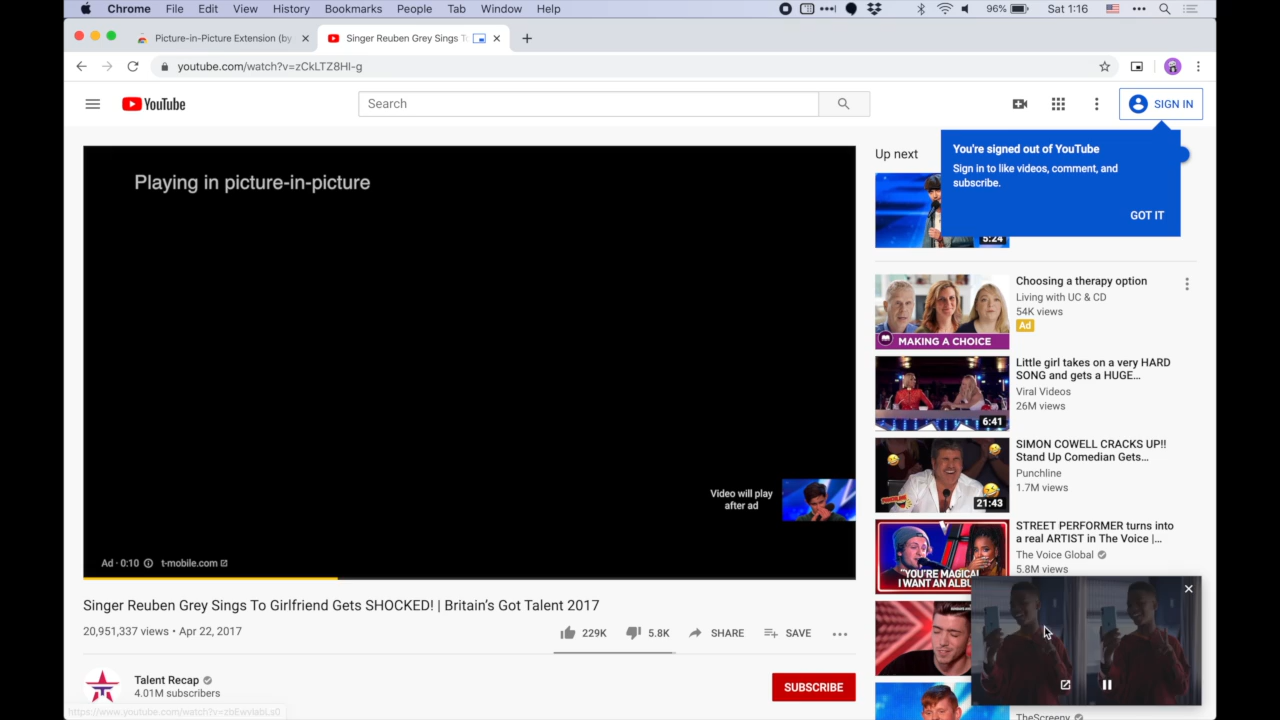 Chrome File Edit View History Bookmarks People Tab Window Help 96% Sat 1:16
Picture-in-Picture Extension (by
Singer Reuben Grey Sings T
youtube.com/watch?v=zCkLTZ8HI-g
YouTube
Search
SIGN IN
You're signed out of YouTube
Sign in to like videos, comment, and
subscribe.
GOT IT
Playing in picture-in-picture
Video will play
after ad
Ad · 0:10 t-mobile.com
Singer Reuben Grey Sings To Girlfriend Gets SHOCKED! | Britain's Got Talent 2017
20,951,337 views • Apr 22, 2017
229K 5.8K SHARE SAVE
Talent Recap
4.01M subscribers
SUBSCRIBE
Up next
5:24
MAKING A CHOICE
Choosing a therapy option
Living with UC & CD
54K views
Ad
6:41
Little girl takes on a very HARD
SONG and gets a HUGE...
Viral Videos
26M views
21:43
SIMON COWELL CRACKS UP!!
Stand Up Comedian Gets...
Punchline
1.7M views
"YOU'RE MAGICA
I WANT AN ALBU
STREET PERFORMER turns into
a real ARTIST in The Voice |...
The Voice Global
5.8M views
TheScreeny